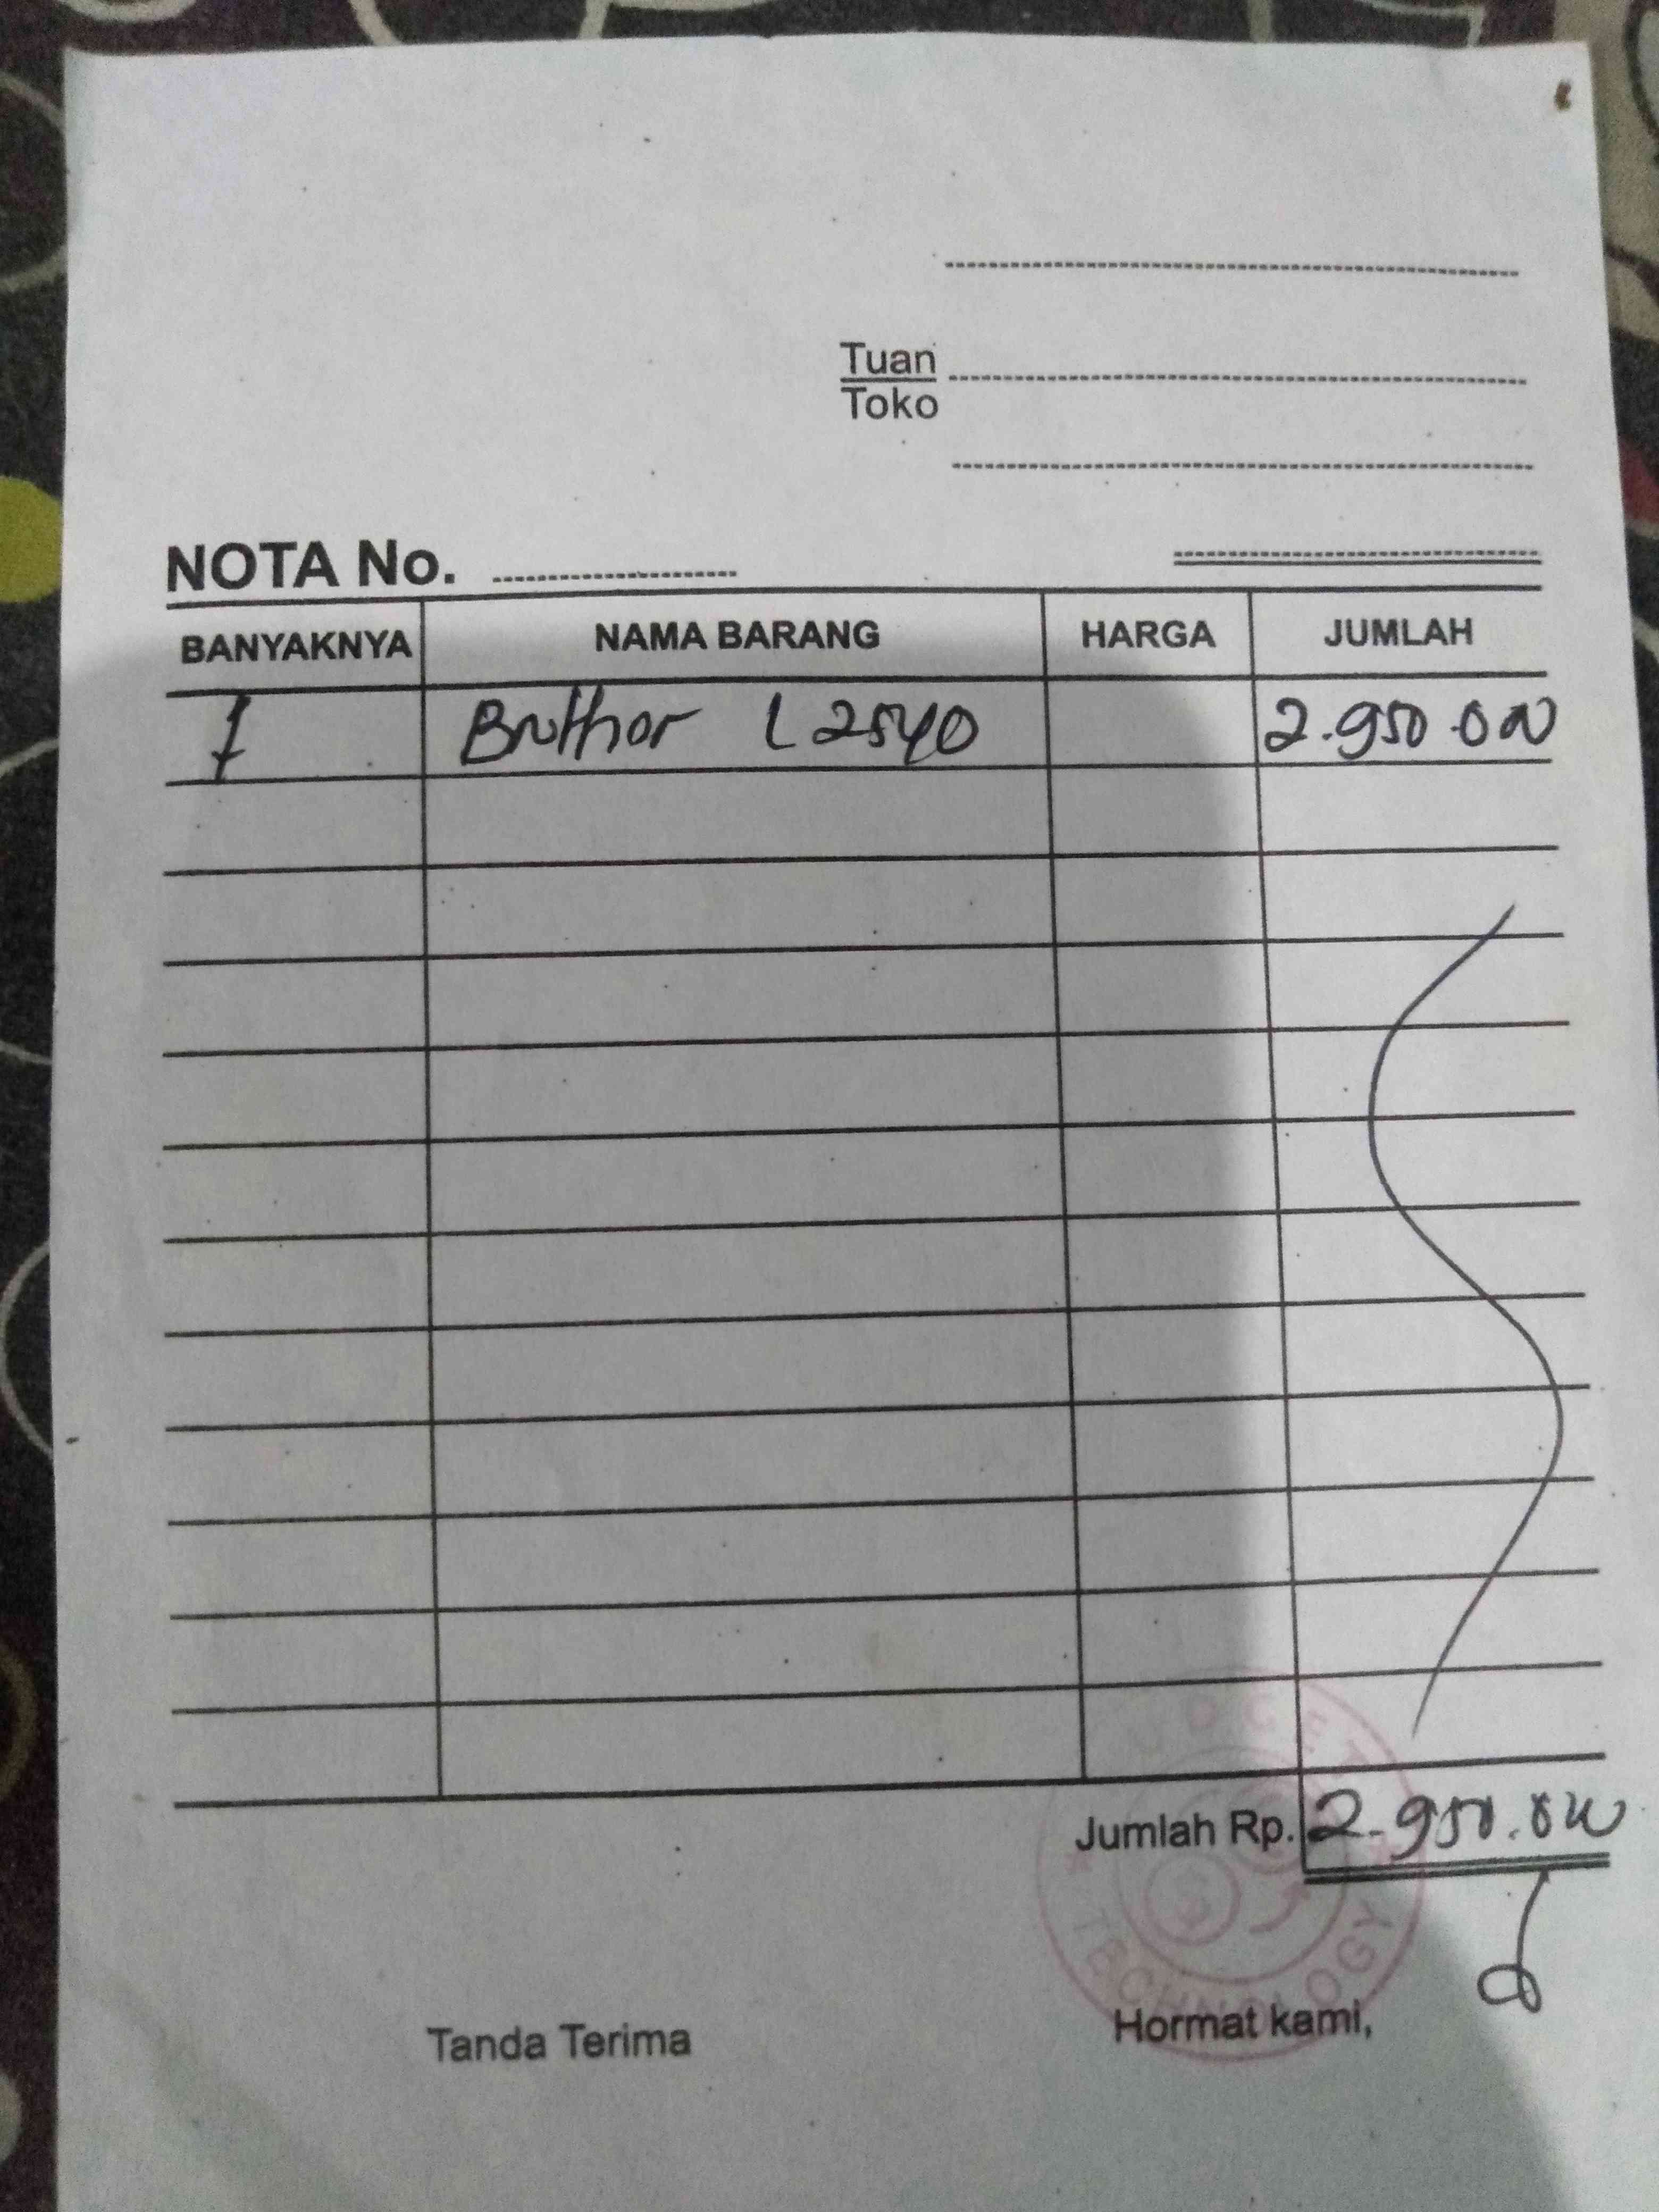 Tuan
Toko
NOTA No.
BANYAKNYA NAMA BARANG HARGA JUMLAH
1 Brother L2540 2.950.000
Jumlah Rp. 2.950.000
TECHNOLOGY
Tanda Terima Hormat kami,